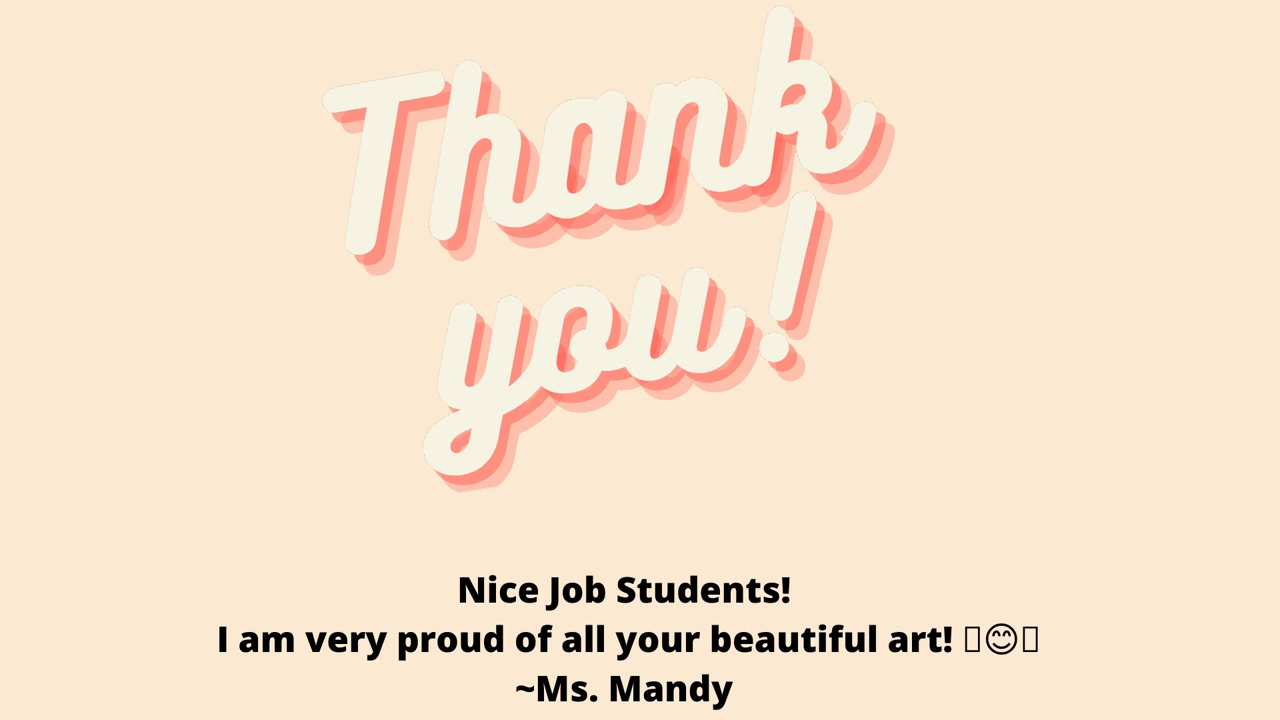 Thank
you!
Nice Job Students!
I am very proud of all your beautiful art! 😊
~Ms. Mandy